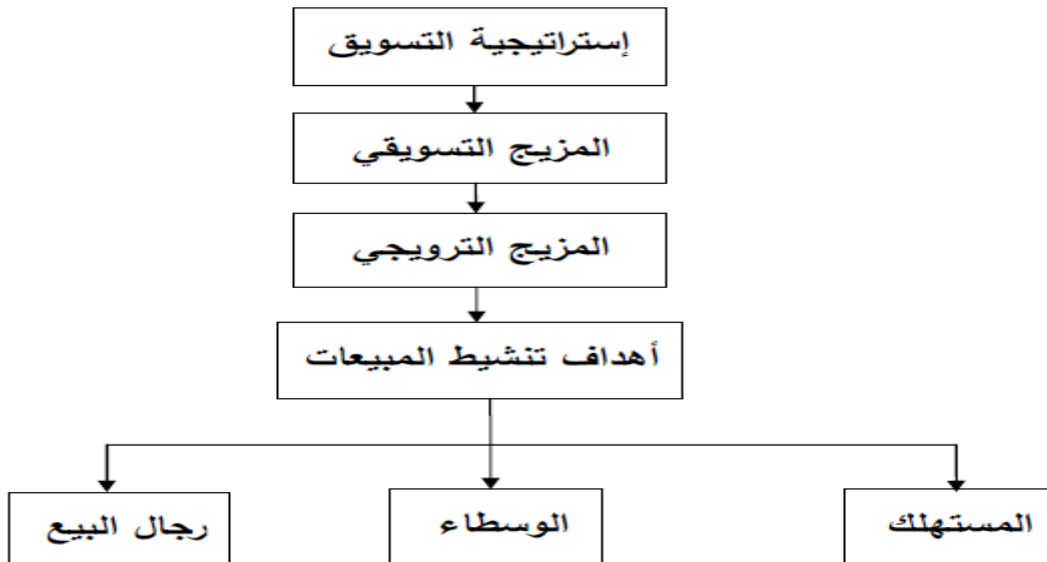 إستراتيجية التسويق
المزيج التسويقي
المزيج الترويجي
أهداف تنشيط المبيعات
المستهلك
الوسطاء
رجال البيع